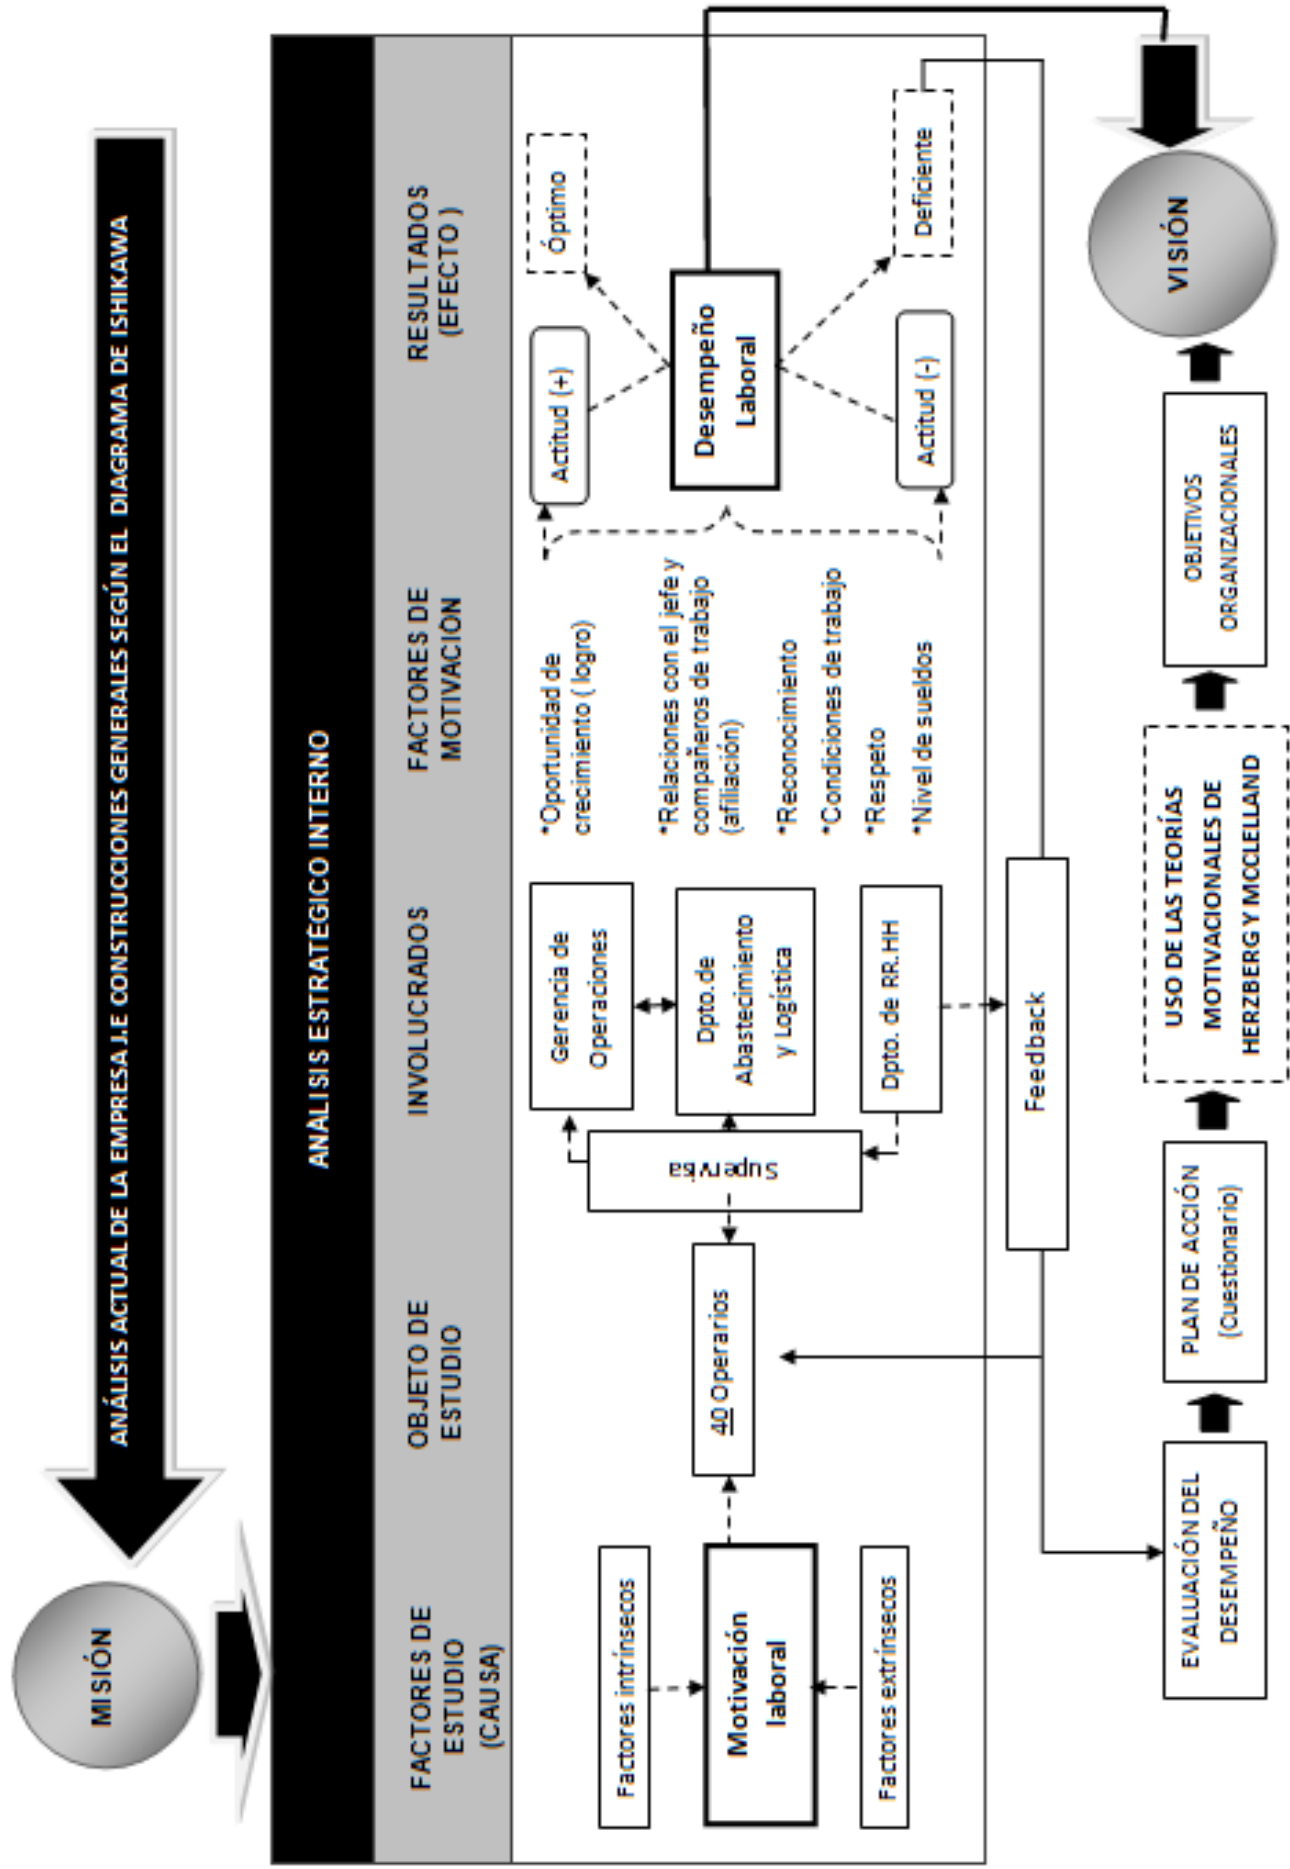 ANÁLISIS ACTUAL DE LA EMPRESA J.E CONSTRUCCIONES GENERALES SEGÚN EL DIAGRAMA DE ISHIKAWA
MISIÓN
ANÁLISIS ESTRATÉGICO INTERNO
FACTORES DE
ESTUDIO
(CAUSA)
OBJETO DE
ESTUDIO
INVOLUCRADOS
FACTORES DE
MOTIVACIÓN
RESULTADOS
(EFECTO )
Factores intrínsecos
Motivación
laboral
Factores extrínsecos
40 Operarios
Supervisa
Gerencia de
Operaciones
Dpto.de
Abastecimiento
y Logística
Dpto. de RR.HH
*Oportunidad de
crecimiento ( logro)
*Relaciones con el jefe y
compañeros de trabajo
(afiliación)
*Reconocimiento
*Condiciones de trabajo
*Respeto
*Nivel de sueldos
Actitud (+)
Óptimo
Desempeño
Laboral
Actitud (-)
Deficiente
Feedback
EVALUACIÓN DEL
DESEMPEÑO
PLAN DE ACCIÓN
(Cuestionario)
USO DE LAS TEORÍAS
MOTIVACIONALES DE
HERZBERG Y MCCLELLAND
OBJETIVOS
ORGANIZACIONALES
VISIÓN